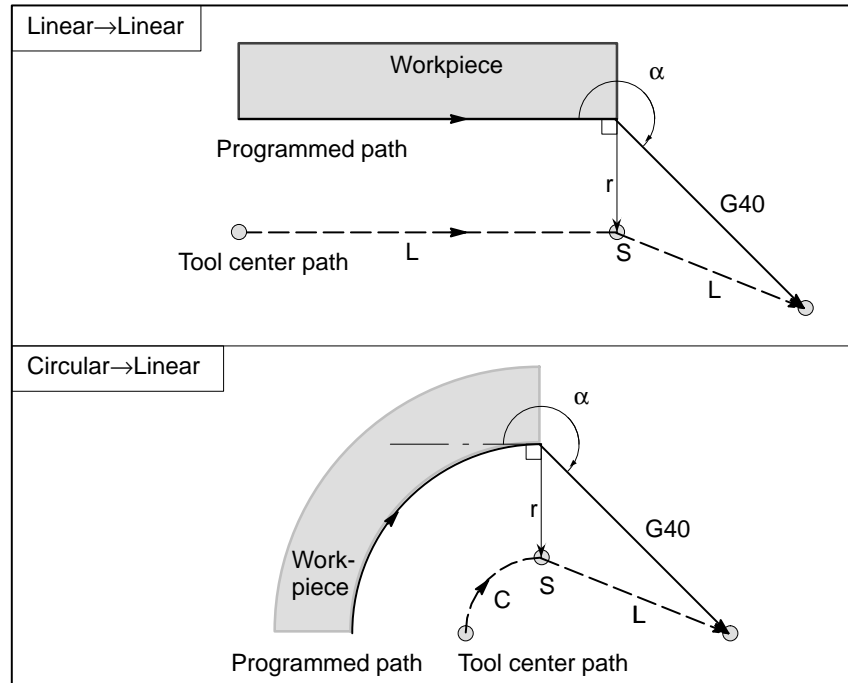 Linear→Linear
Workpiece
α
Programmed path
r
G40
Tool center path
L
S
L
Circular→Linear
α
r
G40
Work-
piece
C
S
L
Programmed path
Tool center path